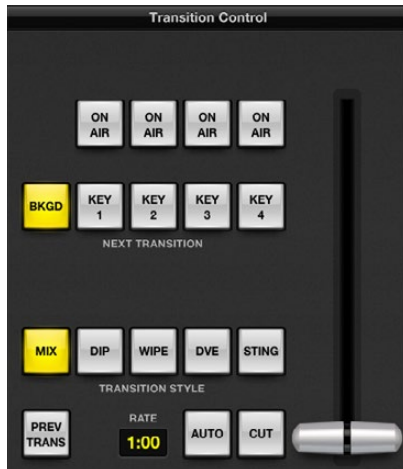 Transition Control
ON AIR ON AIR ON AIR ON AIR
BKGD KEY 1 KEY 2 KEY 3 KEY 4
NEXT TRANSITION
MIX DIP WIPE DVE STING
TRANSITION STYLE
PREV TRANS RATE 1:00 AUTO CUT